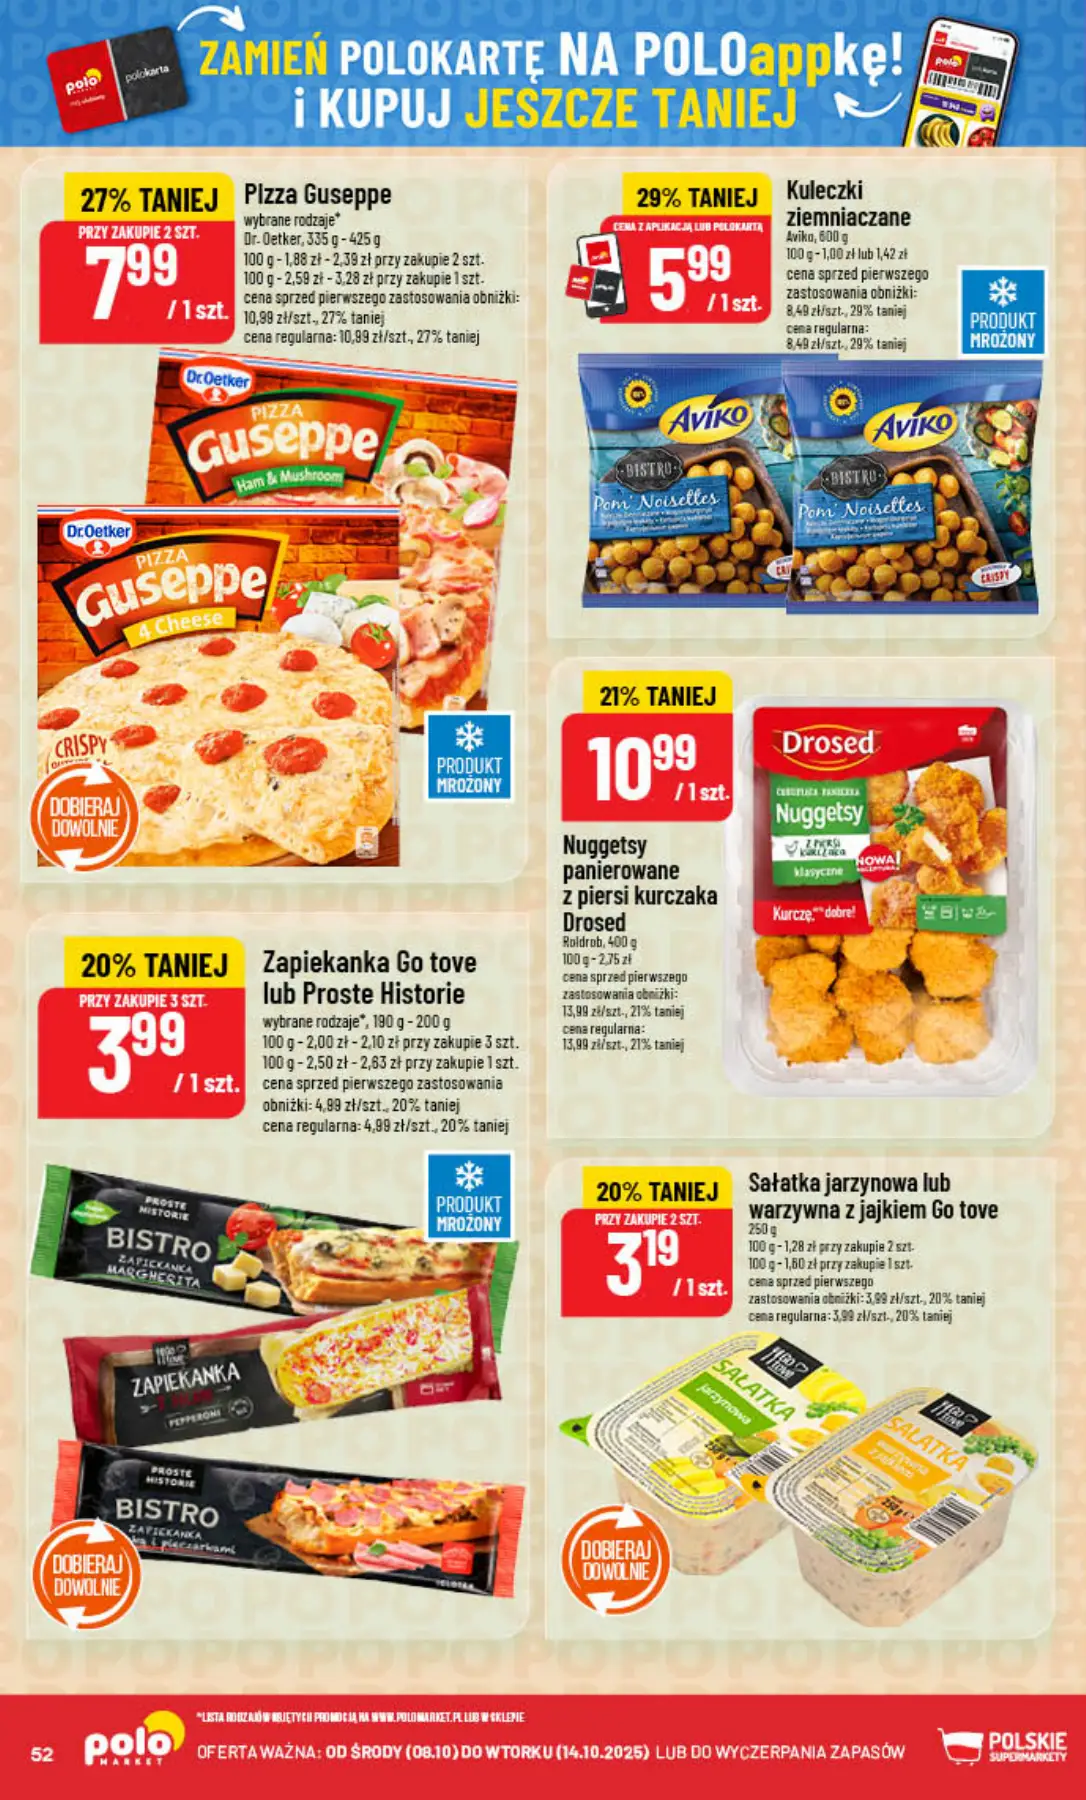 ZAMIEŃ POLOKARTĘ NA POLOappkę!
i KUPUJ JESZCZE TANIEJ
polo
MARKET
polokarta
27% TANIEJ
PRZY ZAKUPIE 2 SZT.
7 99 / 1 szt.
Pizza Guseppe
wybrane rodzaje*
Dr. Oetker, 335 g - 425 g
100 g - 1,88 zł - 2,39 zł przy zakupie 2 szt.
100 g - 2,59 zł - 3,28 zł przy zakupie 1 szt.
cena sprzed pierwszego zastosowania obniżki:
10,99 zł/szt., 27% taniej
cena regularna: 10,99 zł/szt., 27% taniej
Dr.Oetker
PIZZA
Guseppe
Ham & Mushroom
Dr.Oetker
PIZZA
Guseppe
4 Cheese
CRISPY
DOBIERAJ
DOWOLNIE
PRODUKT
MROŻONY
29% TANIEJ
CENA Z APLIKACJĄ LUB POLOKARTĄ
5 99 / 1 szt.
Kuleczki
ziemniaczane
Aviko, 600 g
100 g - 1,00 zł lub 1,42 zł
cena sprzed pierwszego
zastosowania obniżki:
8,49 zł/szt., 29% taniej
cena regularna:
8,49 zł/szt., 29% taniej
PRODUKT
MROŻONY
AVIKO
BISTRO
Pom' Noisettes
AVIKO
BISTRO
Pom' Noisettes
CRISPY
21% TANIEJ
10 99 / 1 szt.
Nuggetsy
panierowane
z piersi kurczaka
Drosed
Roldrob, 400 g
100 g - 2,75 zł
cena sprzed pierwszego
zastosowania obniżki:
13,99 zł/szt., 21% taniej
cena regularna:
13,99 zł/szt., 21% taniej
Drosed
CHRUPIĄCA PANIERKA
Nuggetsy
Z PIERSI
KURCZAKA
klasyczne
NOWA!
RECEPTURA
Kurczę, dobre!
20% TANIEJ
PRZY ZAKUPIE 3 SZT.
3 99 / 1 szt.
Zapiekanka Go tove
lub Proste Historie
wybrane rodzaje*, 190 g - 200 g
100 g - 2,00 zł - 2,10 zł przy zakupie 3 szt.
100 g - 2,50 zł - 2,63 zł przy zakupie 1 szt.
cena sprzed pierwszego zastosowania
obniżki: 4,99 zł/szt., 20% taniej
cena regularna: 4,99 zł/szt., 20% taniej
PRODUKT
MROŻONY
PROSTE
HISTORIE
BISTRO
ZAPIEKANKA
MARGHERITA
ZAPIEKANKA
PEPPERONI
PROSTE
HISTORIE
BISTRO
ZAPIEKANKA
i pieczarkami
DOBIERAJ
DOWOLNIE
20% TANIEJ
PRZY ZAKUPIE 2 SZT.
3 19 / 1 szt.
Sałatka jarzynowa lub
warzywna z jajkiem Go tove
250 g
100 g - 1,28 zł przy zakupie 2 szt.
100 g - 1,60 zł przy zakupie 1 szt.
cena sprzed pierwszego
zastosowania obniżki: 3,99 zł/szt., 20% taniej
cena regularna: 3,99 zł/szt., 20% taniej
SAŁATKA
jarzynowa
SAŁATKA
warzywna
z jajkiem
250 g
DOBIERAJ
DOWOLNIE
*LISTA RODZAJÓW OBJĘTYCH PROMOCJĄ NA WWW.POLOMARKET.PL LUB W SKLEPIE
52
polo
MARKET
OFERTA WAŻNA: OD ŚRODY (08.10) DO WTORKU (14.10.2025) LUB DO WYCZERPANIA ZAPASÓW
POLSKIE
SUPERMARKETY